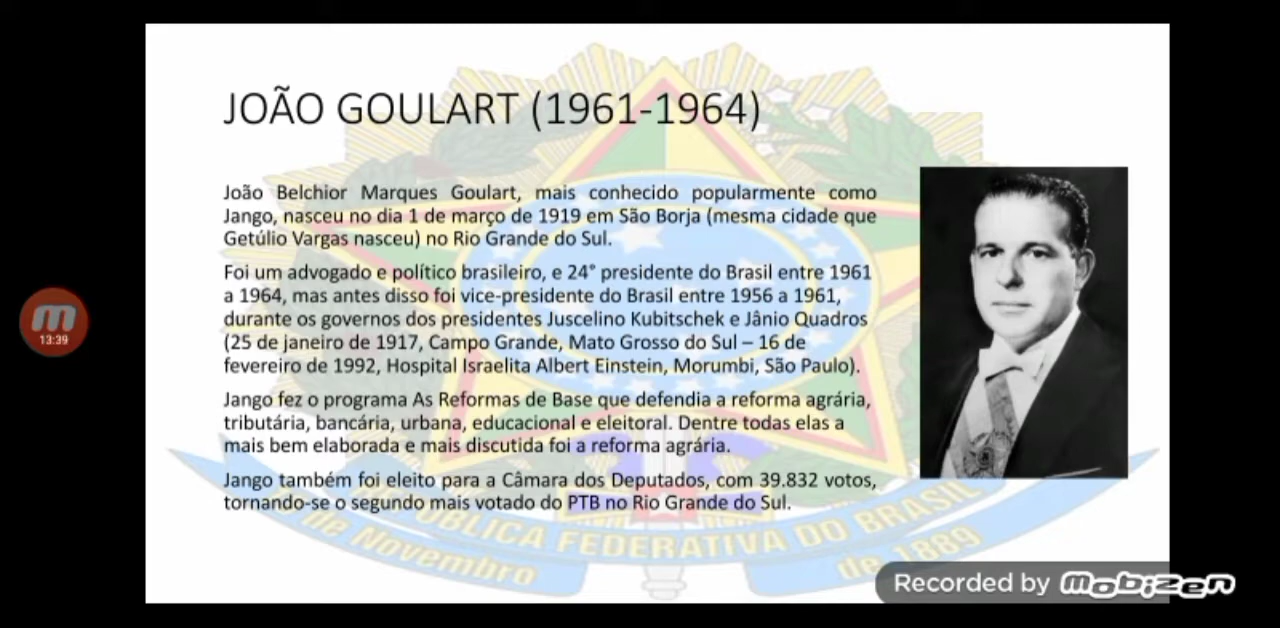 JOÃO GOULART (1961-1964)
João Belchior Marques Goulart, mais conhecido popularmente como
Jango, nasceu no dia 1 de março de 1919 em São Borja (mesma cidade que
Getúlio Vargas nasceu) no Rio Grande do Sul.
Foi um advogado e político brasileiro, e 24° presidente do Brasil entre 1961
a 1964, mas antes disso foi vice-presidente do Brasil entre 1956 a 1961,
durante os governos dos presidentes Juscelino Kubitschek e Jânio Quadros
(25 de janeiro de 1917, Campo Grande, Mato Grosso do Sul – 16 de
fevereiro de 1992, Hospital Israelita Albert Einstein, Morumbi, São Paulo).
Jango fez o programa As Reformas de Base que defendia a reforma agrária,
tributária, bancária, urbana, educacional e eleitoral. Dentre todas elas a
mais bem elaborada e mais discutida foi a reforma agrária.
Jango também foi eleito para a Câmara dos Deputados, com 39.832 votos,
tornando-se o segundo mais votado do PTB no Rio Grande do Sul.
FEDERATIVA DO BRASIL
de Novembro
de 1889
13:39
Recorded by mobizen